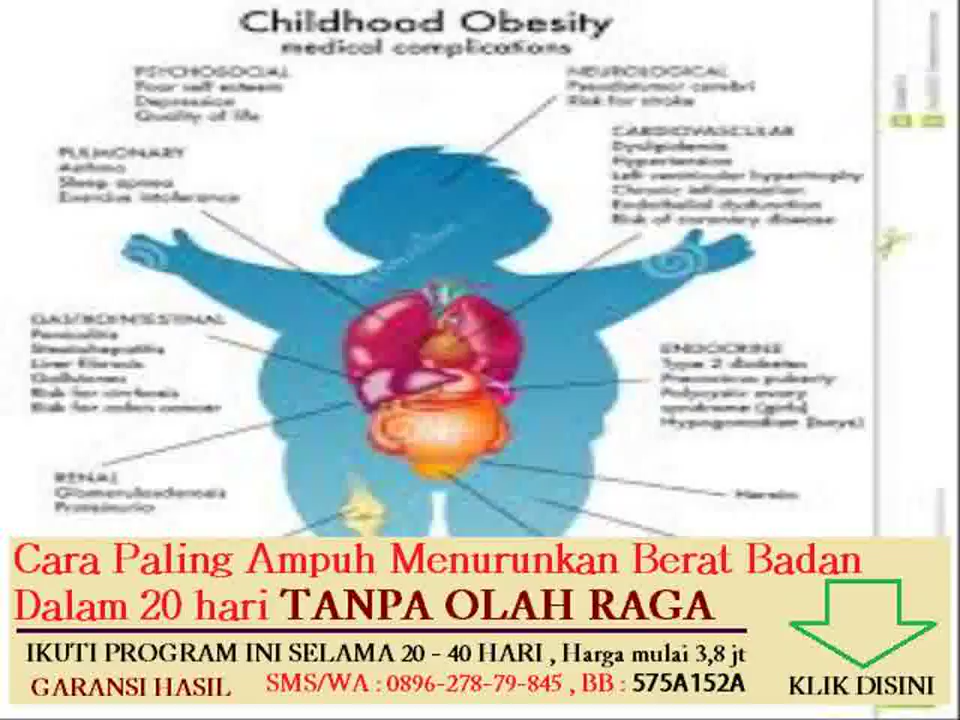 Childhood Obesity
medical complications
PSYCHOSOCIAL
Poor self esteem
Depression
Quality of life
NEUROLOGICAL
Pseudotumor cerebri
Risk for stroke
CARDIOVASCULAR
Dyslipidemia
Hypertension
Left ventricular hypertrophy
Chronic inflammation
Endothelial dysfunction
Risk of coronary disease
PULMONARY
Asthma
Sleep apnea
Exercise intolerance
GASTROINTESTINAL
Steatohepatitis
Liver fibrosis
Gallstones
Risk for cirrhosis
Risk for colon cancer
ENDOCRINE
Type 2 diabetes
Precocious puberty
Polycystic ovary
syndrome (girls)
Hypogonadism (boys)
RENAL
Glomerulosclerosis
Proteinuria
Hernia
Cara Paling Ampuh Menurunkan Berat Badan
Dalam 20 hari TANPA OLAH RAGA
IKUTI PROGRAM INI SELAMA 20 - 40 HARI , Harga mulai 3,8 jt
GARANSI HASIL SMS/WA : 0896-278-79-845 , BB : 575A152A
KLIK DISINI